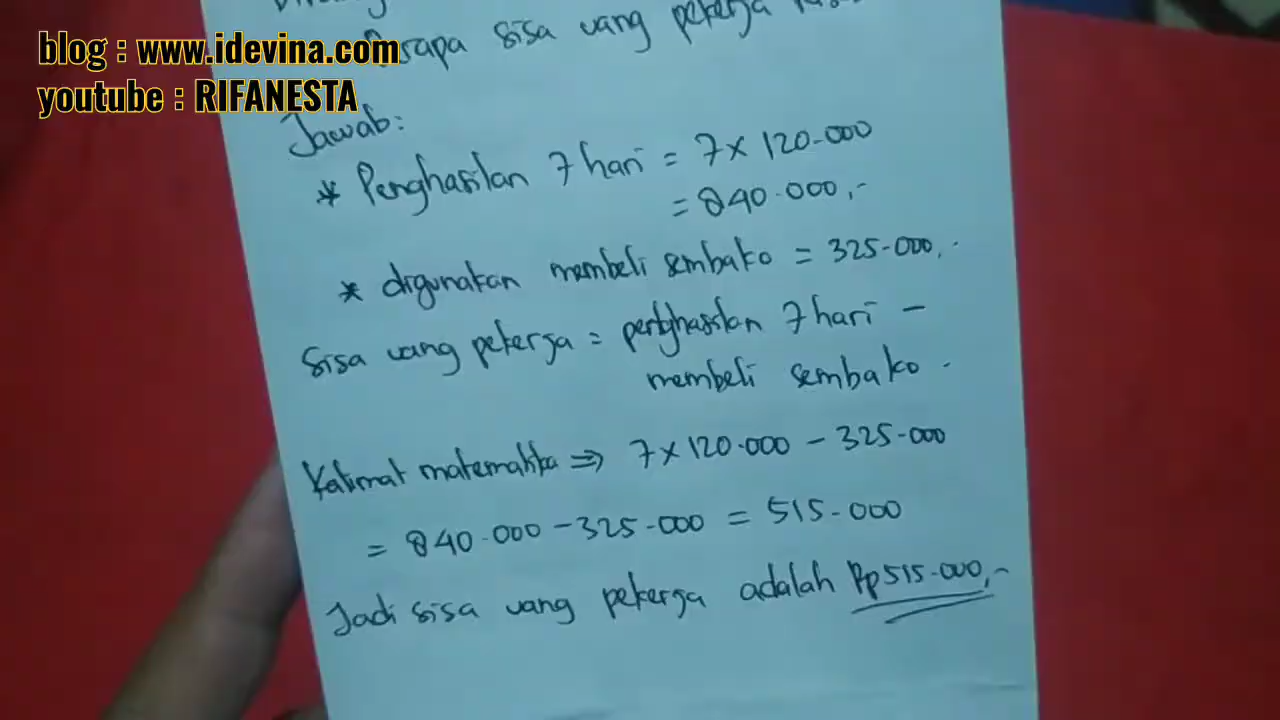 blog : www.idevina.com
youtube : RIFANESTA
Berapa sisa uang pekerja
Jawab:
* Penghasilan 7 hari = 7 x 120.000
= 840.000,-
* digunakan membeli sembako = 325.000,-
Sisa uang pekerja = penghasilan 7 hari -
membeli sembako.
Kalimat matematika ⇒ 7 x 120.000 - 325.000
= 840.000 - 325.000 = 515.000
Jadi sisa uang pekerja adalah Rp515.000,-